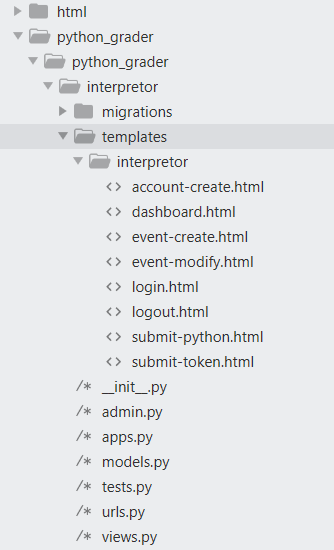 html
python_grader
python_grader
interpretor
migrations
templates
interpretor
<> account-create.html
<> dashboard.html
<> event-create.html
<> event-modify.html
<> login.html
<> logout.html
<> submit-python.html
<> submit-token.html
/* __init__.py
/* admin.py
/* apps.py
/* models.py
/* tests.py
/* urls.py
/* views.py